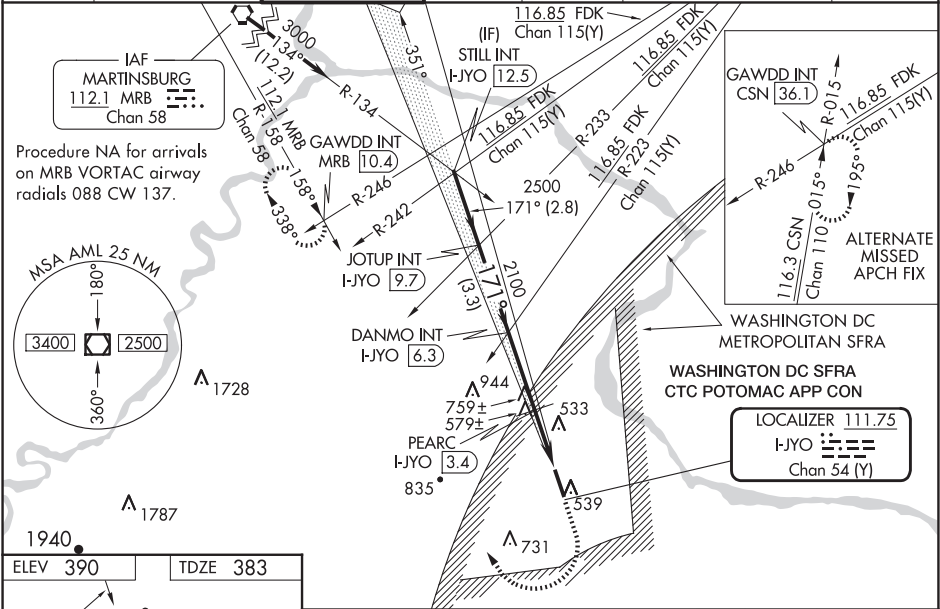 IAF
MARTINSBURG
112.1 MRB
Chan 58
Procedure NA for arrivals
on MRB VORTAC airway
radials 088 CW 137.
3000
134°
(12.2)
R-134
112.1 MRB
R-158
Chan 58
158°
338°
GAWDD INT
MRB 10.4
R-246
R-242
351°
(IF)
STILL INT
I-JYO 12.5
116.85 FDK
Chan 115(Y)
116.85 FDK
Chan 115(Y)
116.85 FDK
Chan 115(Y)
R-233
116.85 FDK
R-223
Chan 115(Y)
2500
171° (2.8)
JOTUP INT
I-JYO 9.7
171°
2100
(3.3)
DANMO INT
I-JYO 6.3
944
759±
579±
533
PEARC
I-JYO 3.4
835
539
731
MSA AML 25 NM
180°
3400
2500
360°
1728
1787
1940
GAWDD INT
CSN 36.1
R-015
116.85 FDK
Chan 115(Y)
R-246
015°
195°
116.3 CSN
Chan 110
ALTERNATE
MISSED
APCH FIX
WASHINGTON DC
METROPOLITAN SFRA
WASHINGTON DC SFRA
CTC POTOMAC APP CON
LOCALIZER 111.75
I-JYO
Chan 54 (Y)
ELEV 390
TDZE 383